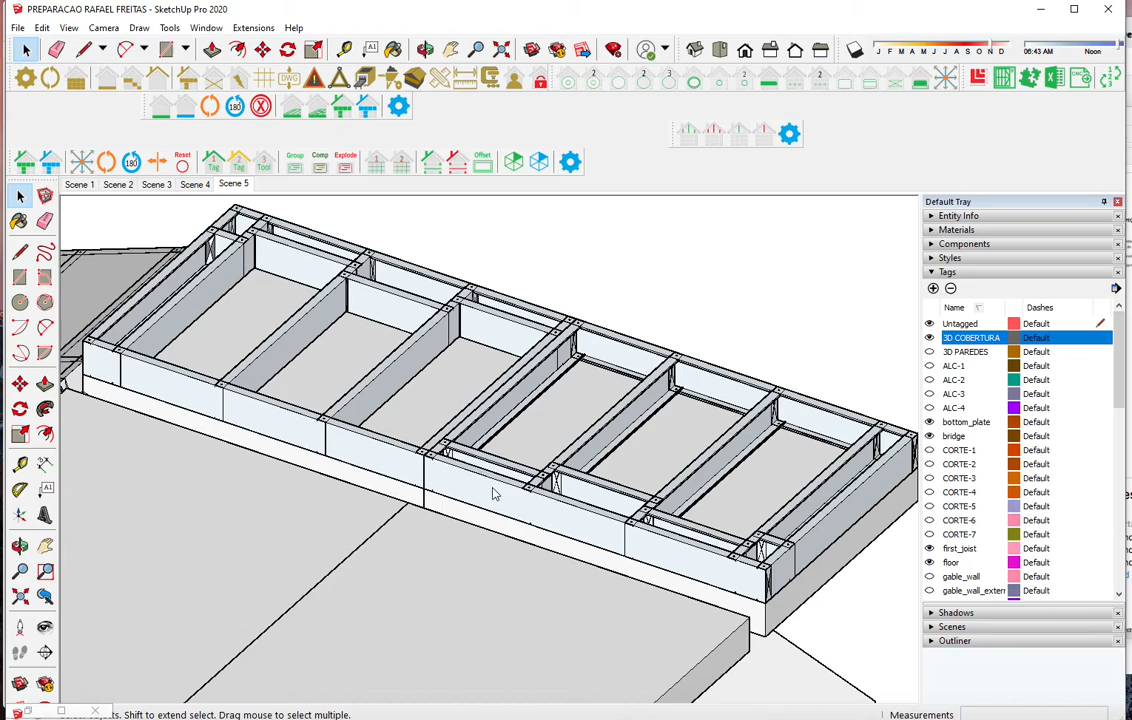 PREPARACAO RAFAEL FREITAS - SketchUp Pro 2020
File Edit View Camera Draw Tools Window Extensions Help
J F M A M J J A S O N D 06:43 AM Noon
Scene 1 Scene 2 Scene 3 Scene 4 Scene 5
Default Tray
Entity Info
Materials
Components
Styles
Tags
Name Dashes
Untagged Default
3D COBERTURA Default
3D PAREDES Default
ALC-1 Default
ALC-2 Default
ALC-3 Default
ALC-4 Default
bottom_plate Default
bridge Default
CORTE-1 Default
CORTE-2 Default
CORTE-3 Default
CORTE-4 Default
CORTE-5 Default
CORTE-6 Default
CORTE-7 Default
first_joist Default
floor Default
gable_wall Default
gable_wall_extern Default
Shadows
Scenes
Outliner
Shift to extend select. Drag mouse to select multiple.
Measurements